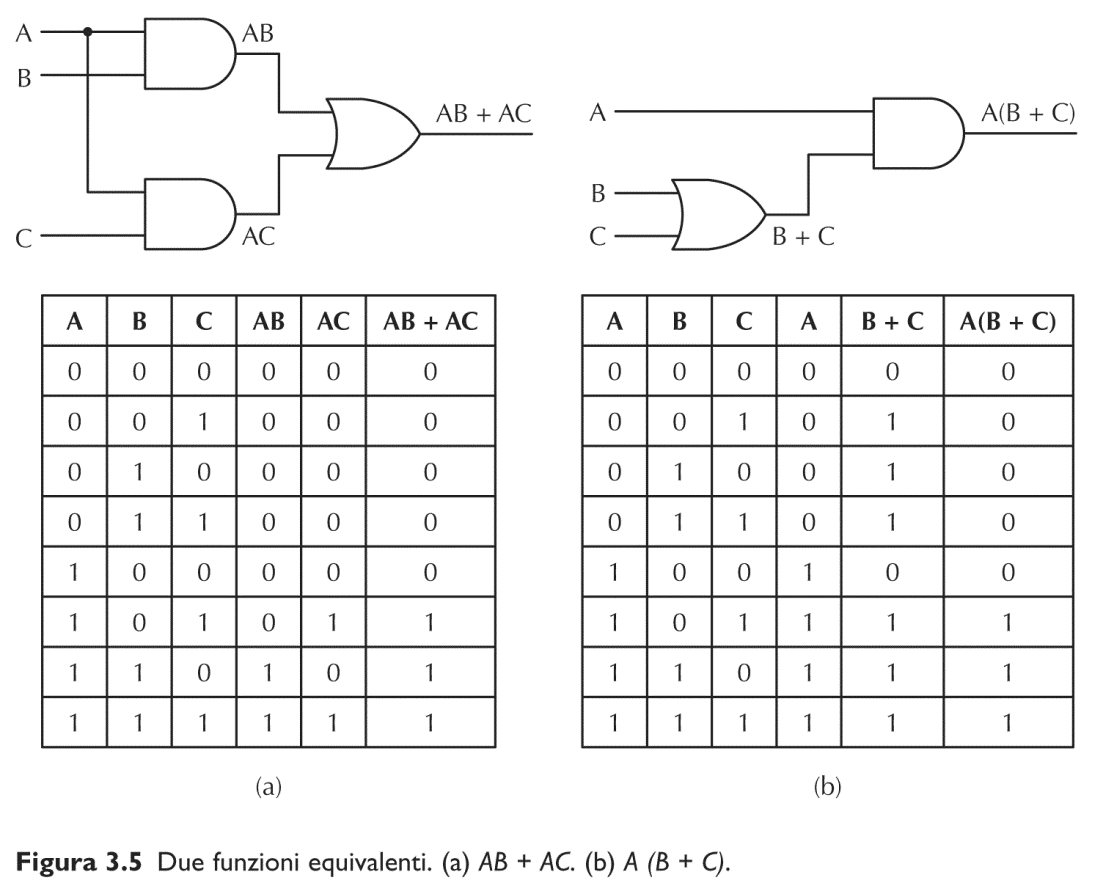 A
B
C
AB
AC
AB + AC
A
B
C
B + C
A(B + C)
A B C AB AC AB + AC
0 0 0 0 0 0
0 0 1 0 0 0
0 1 0 0 0 0
0 1 1 0 0 0
1 0 0 0 0 0
1 0 1 0 1 1
1 1 0 1 0 1
1 1 1 1 1 1
(a)
A B C A B + C A(B + C)
0 0 0 0 0 0
0 0 1 0 1 0
0 1 0 0 1 0
0 1 1 0 1 0
1 0 0 1 0 0
1 0 1 1 1 1
1 1 0 1 1 1
1 1 1 1 1 1
(b)
Figura 3.5 Due funzioni equivalenti. (a) AB + AC. (b) A (B + C).